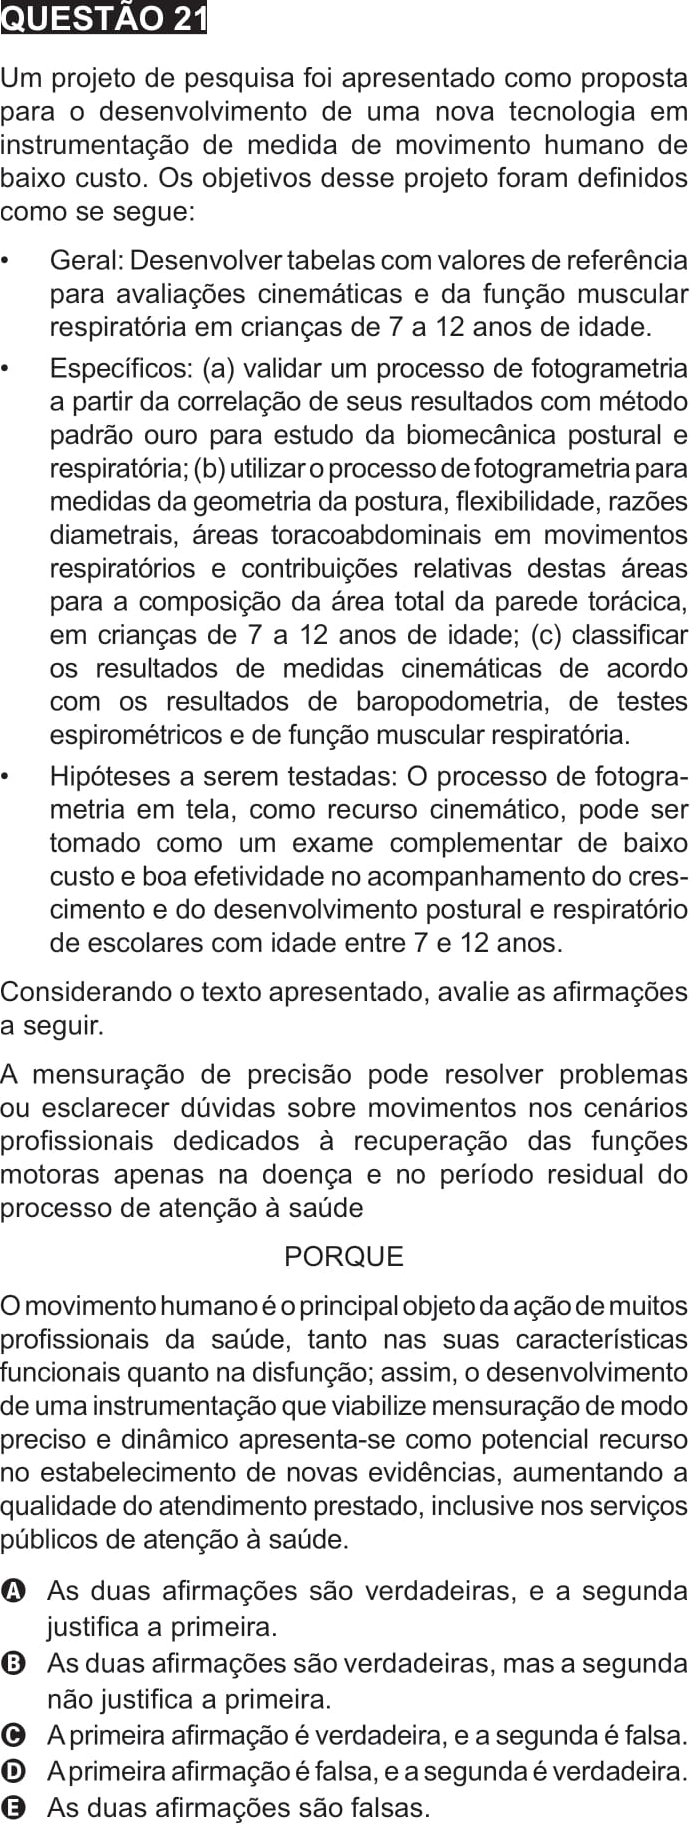 QUESTÃO 21
Um projeto de pesquisa foi apresentado como proposta
para o desenvolvimento de uma nova tecnologia em
instrumentação de medida de movimento humano de
baixo custo. Os objetivos desse projeto foram definidos
como se segue:
• Geral: Desenvolver tabelas com valores de referência
para avaliações cinemáticas e da função muscular
respiratória em crianças de 7 a 12 anos de idade.
• Específicos: (a) validar um processo de fotogrametria
a partir da correlação de seus resultados com método
padrão ouro para estudo da biomecânica postural e
respiratória; (b) utilizar o processo de fotogrametria para
medidas da geometria da postura, flexibilidade, razões
diametrais, áreas toracoabdominais em movimentos
respiratórios e contribuições relativas destas áreas
para a composição da área total da parede torácica,
em crianças de 7 a 12 anos de idade; (c) classificar
os resultados de medidas cinemáticas de acordo
com os resultados de baropodometria, de testes
espirométricos e de função muscular respiratória.
• Hipóteses a serem testadas: O processo de fotogra-
metria em tela, como recurso cinemático, pode ser
tomado como um exame complementar de baixo
custo e boa efetividade no acompanhamento do cres-
cimento e do desenvolvimento postural e respiratório
de escolares com idade entre 7 e 12 anos.
Considerando o texto apresentado, avalie as afirmações
a seguir.
A mensuração de precisão pode resolver problemas
ou esclarecer dúvidas sobre movimentos nos cenários
profissionais dedicados à recuperação das funções
motoras apenas na doença e no período residual do
processo de atenção à saúde
PORQUE
O movimento humano é o principal objeto da ação de muitos
profissionais da saúde, tanto nas suas características
funcionais quanto na disfunção; assim, o desenvolvimento
de uma instrumentação que viabilize mensuração de modo
preciso e dinâmico apresenta-se como potencial recurso
no estabelecimento de novas evidências, aumentando a
qualidade do atendimento prestado, inclusive nos serviços
públicos de atenção à saúde.
A As duas afirmações são verdadeiras, e a segunda
justifica a primeira.
B As duas afirmações são verdadeiras, mas a segunda
não justifica a primeira.
C A primeira afirmação é verdadeira, e a segunda é falsa.
D A primeira afirmação é falsa, e a segunda é verdadeira.
E As duas afirmações são falsas.